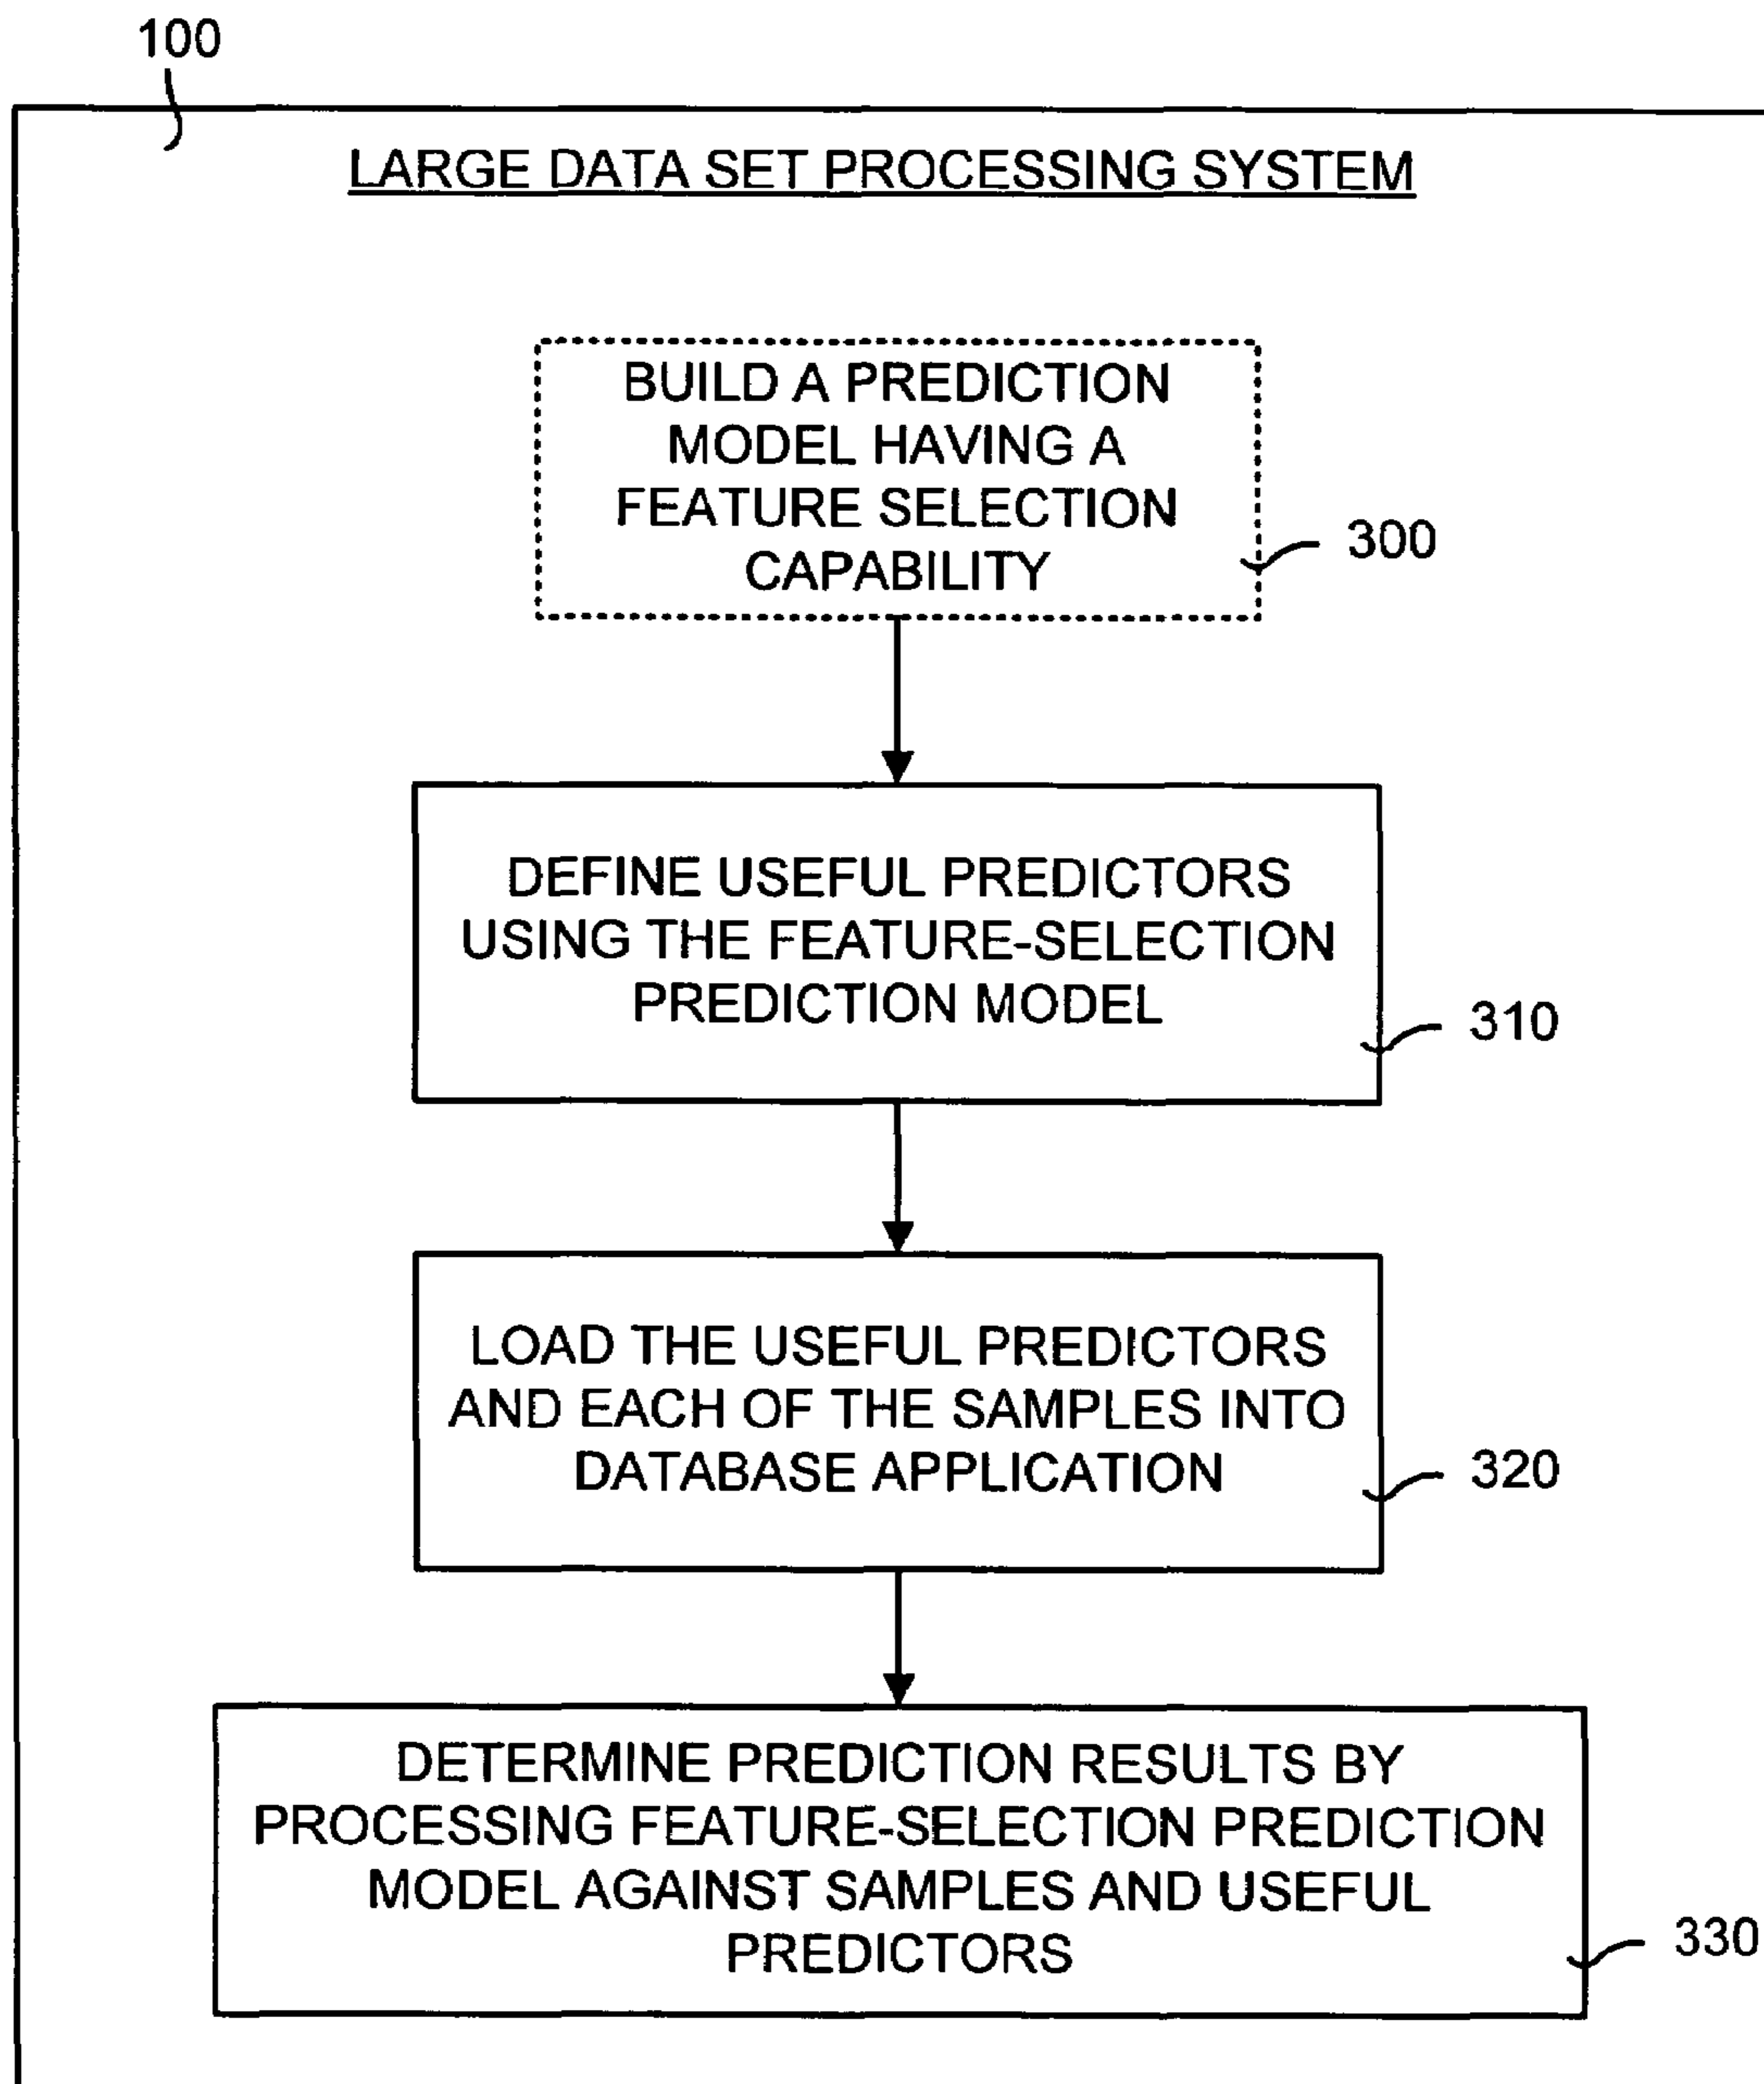 100
LARGE DATA SET PROCESSING SYSTEM
BUILD A PREDICTION
MODEL HAVING A
FEATURE SELECTION
CAPABILITY
300
DEFINE USEFUL PREDICTORS
USING THE FEATURE-SELECTION
PREDICTION MODEL
310
LOAD THE USEFUL PREDICTORS
AND EACH OF THE SAMPLES INTO
DATABASE APPLICATION
320
DETERMINE PREDICTION RESULTS BY
PROCESSING FEATURE-SELECTION PREDICTION
MODEL AGAINST SAMPLES AND USEFUL
PREDICTORS
330